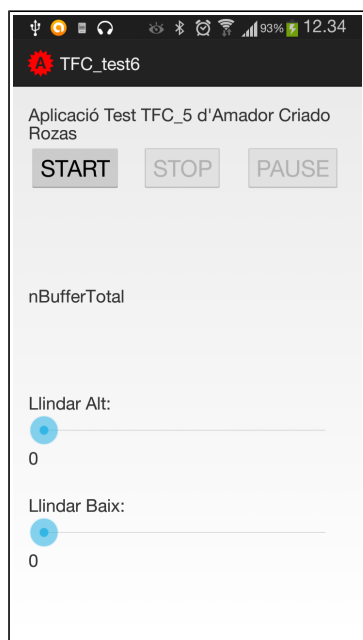 93% 12.34
A TFC_test6
Aplicació Test TFC_5 d'Amador Criado
Rozas
START STOP PAUSE
nBufferTotal
Llindar Alt:
0
Llindar Baix:
0